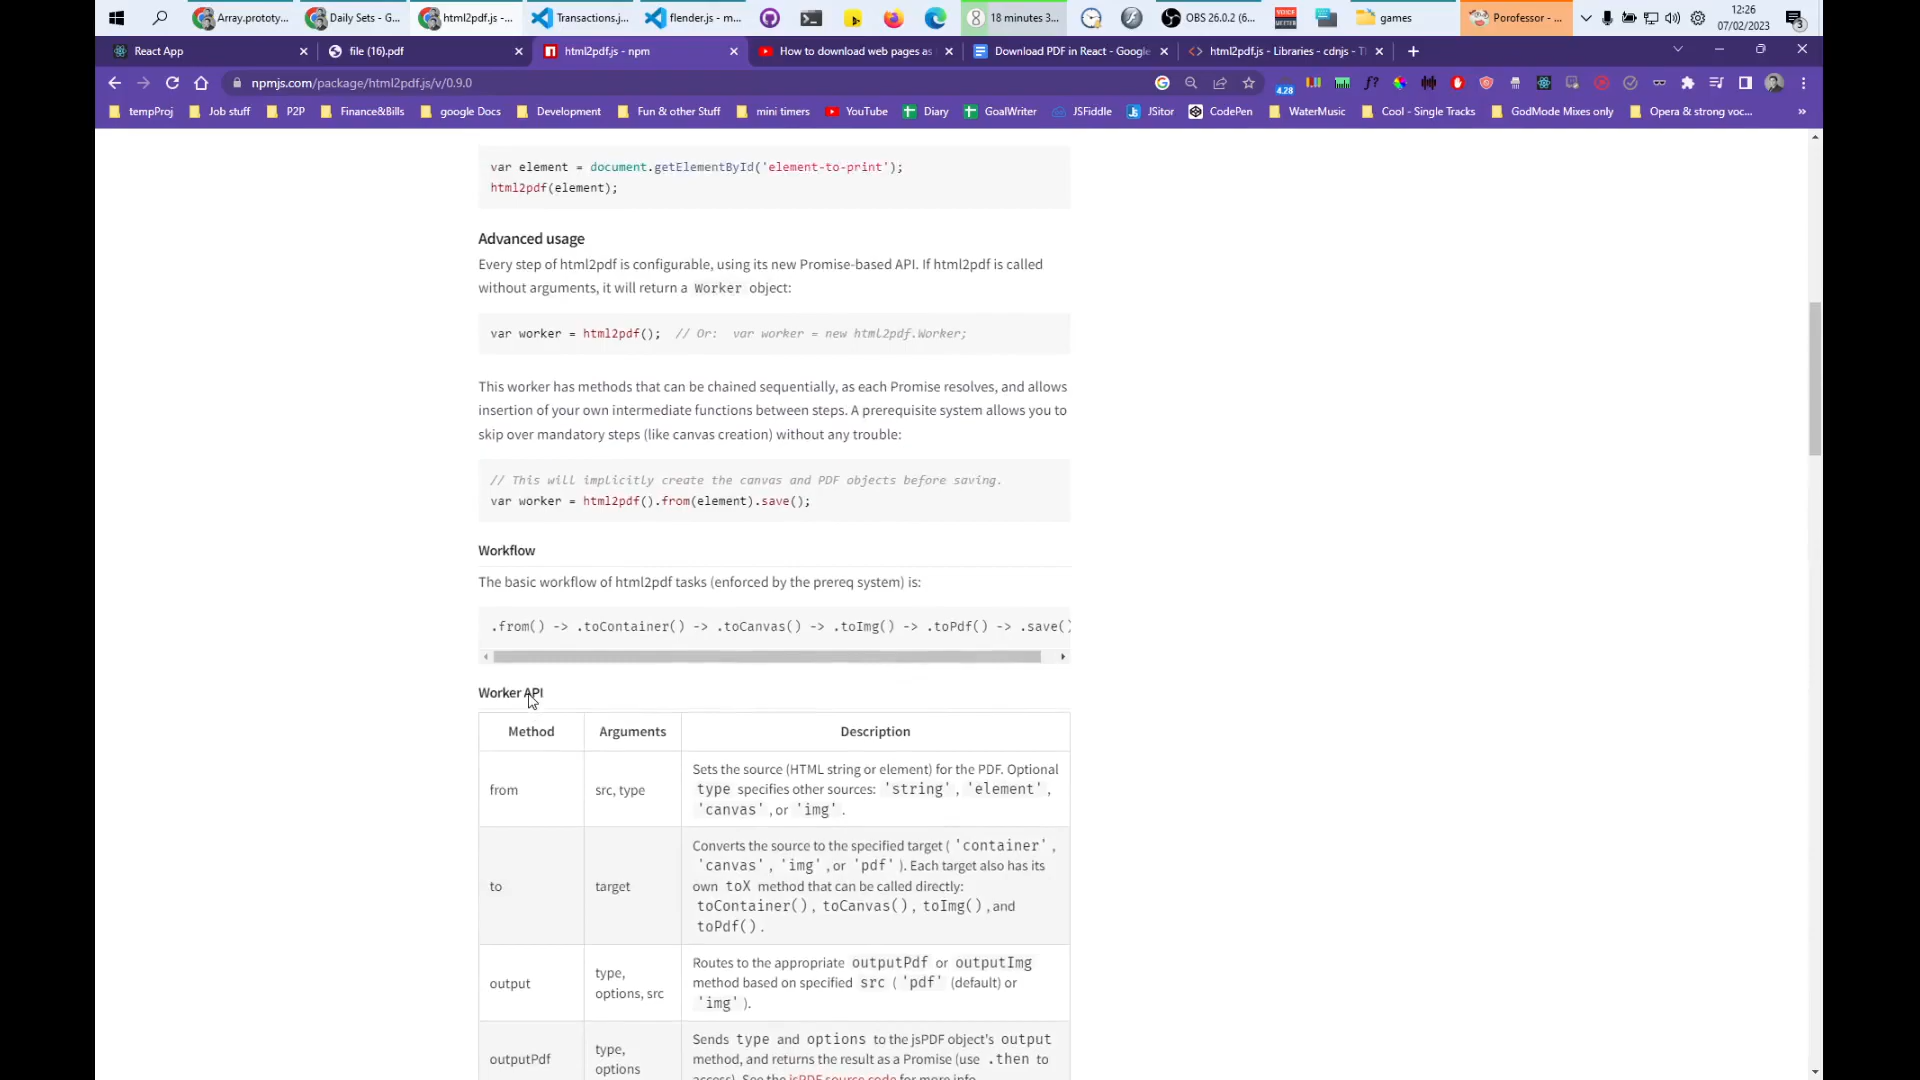 Array.prototy...
Daily Sets - G...
html2pdf.js -...
Transactions.j...
flender.js - m...
18 minutes 3...
OBS 26.0.2 (6...
games
Porofessor - ...
12:26
07/02/2023
3
React App
file (16).pdf
html2pdf.js - npm
How to download web pages as
Download PDF in React - Google
html2pdf.js - Libraries - cdnjs - T
npmjs.com/package/html2pdf.js/v/0.9.0
4.28
f?
tempProj
Job stuff
P2P
Finance&Bills
google Docs
Development
Fun & other Stuff
mini timers
YouTube
Diary
GoalWriter
JSFiddle
JSitor
CodePen
WaterMusic
Cool - Single Tracks
GodMode Mixes only
Opera & strong voc...
var element = document.getElementById('element-to-print');
html2pdf(element);
Advanced usage
Every step of html2pdf is configurable, using its new Promise-based API. If html2pdf is called
without arguments, it will return a Worker object:
var worker = html2pdf();  // Or:  var worker = new html2pdf.Worker;
This worker has methods that can be chained sequentially, as each Promise resolves, and allows
insertion of your own intermediate functions between steps. A prerequisite system allows you to
skip over mandatory steps (like canvas creation) without any trouble:
// This will implicitly create the canvas and PDF objects before saving.
var worker = html2pdf().from(element).save();
Workflow
The basic workflow of html2pdf tasks (enforced by the prereq system) is:
.from() -> .toContainer() -> .toCanvas() -> .toImg() -> .toPdf() -> .save()
Worker API
Method Arguments Description
from
src, type
Sets the source (HTML string or element) for the PDF. Optional
type specifies other sources: 'string', 'element',
'canvas', or 'img'.
to
target
Converts the source to the specified target ('container',
'canvas', 'img', or 'pdf'). Each target also has its
own toX method that can be called directly:
toContainer(), toCanvas(), toImg(), and
toPdf().
output
type,
options, src
Routes to the appropriate outputPdf or outputImg
method based on specified src ('pdf' (default) or
'img').
outputPdf
type,
options
Sends type and options to the jsPDF object's output
method, and returns the result as a Promise (use .then to
access). See the jsPDF source code for more info.